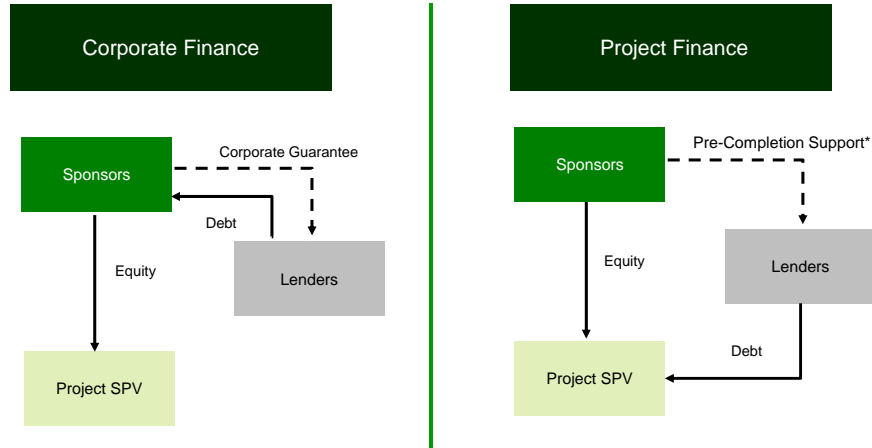 Corporate Finance
Sponsors
Corporate Guarantee
Debt
Lenders
Equity
Project SPV
Project Finance
Sponsors
Pre-Completion Support*
Lenders
Equity
Debt
Project SPV